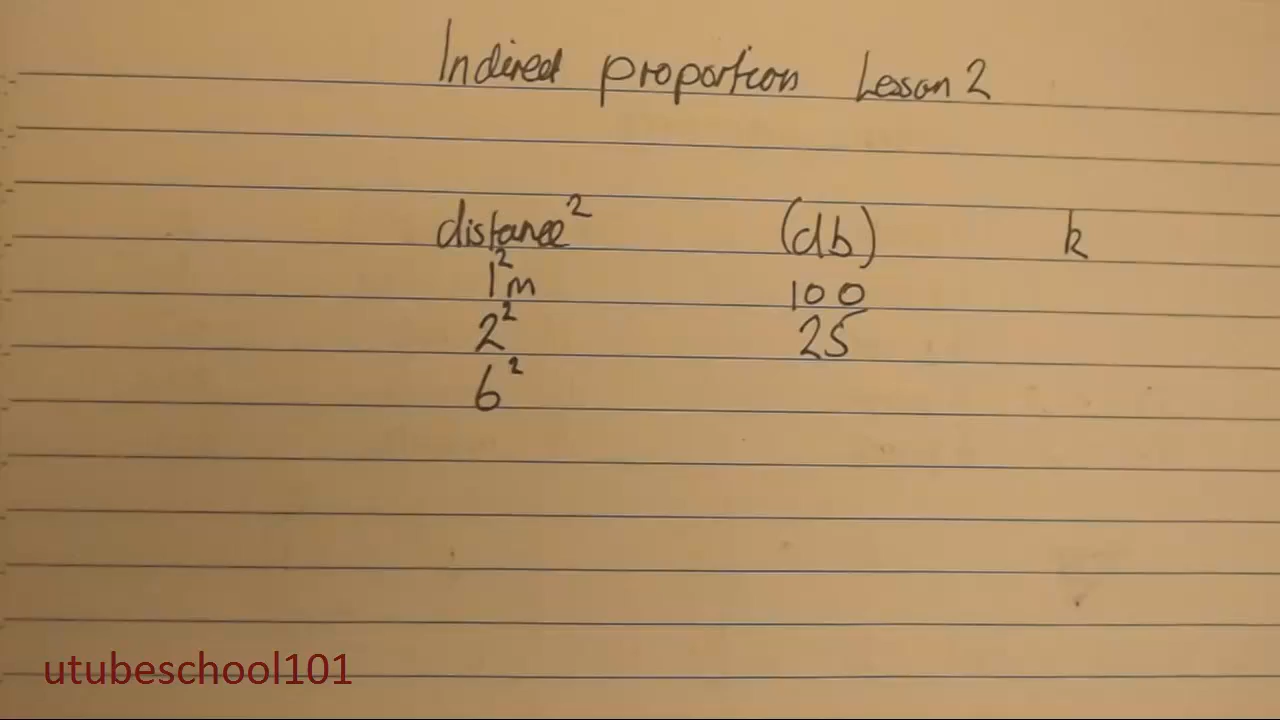 Indirect proportion Lesson 2
distance² (db) k
1²m 100
2² 25
6²
utubeschool101